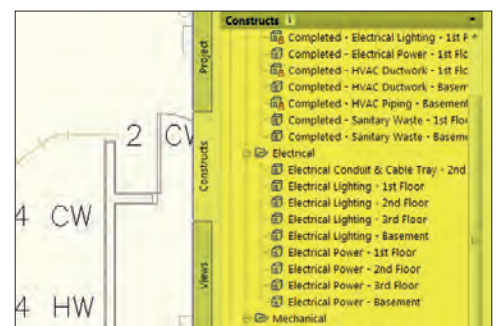 Constructs
Completed - Electrical Lighting - 1st F
Completed - Electrical Power - 1st Flc
Completed - HVAC Ductwork - 1st Flc
Completed - HVAC Ductwork - Basem
Completed - HVAC Piping - Basement
Completed - Sanitary Waste - 1st Floo
Completed - Sanitary Waste - Basem
Electrical
Electrical Conduit & Cable Tray - 2nd
Electrical Lighting - 1st Floor
Electrical Lighting - 2nd Floor
Electrical Lighting - 3rd Floor
Electrical Lighting - Basement
Electrical Power - 1st Floor
Electrical Power - 2nd Floor
Electrical Power - 3rd Floor
Electrical Power - Basement
Mechanical
Project
Constructs
Views
2 CW
4 CW
4 HW